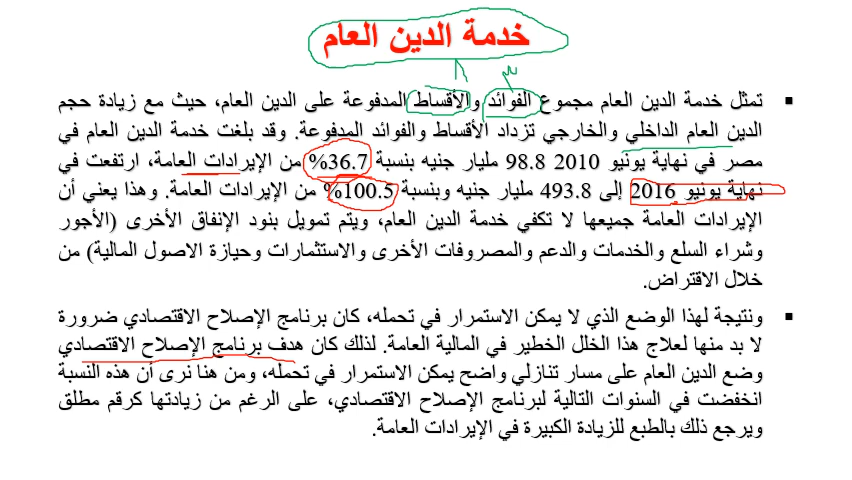 خدمة الدين العام
▪ تمثل خدمة الدين العام مجموع الفوائد والأقساط المدفوعة على الدين العام، حيث مع زيادة حجم
الدين العام الداخلي والخارجي تزداد الأقساط والفوائد المدفوعة. وقد بلغت خدمة الدين العام في
مصر في نهاية يونيو 2010 98.8 مليار جنيه بنسبة 36.7% من الإيرادات العامة، ارتفعت في
نهاية يونيو 2016 إلى 493.8 مليار جنيه وبنسبة 100.5% من الإيرادات العامة. وهذا يعني أن
الإيرادات العامة جميعها لا تكفي خدمة الدين العام، ويتم تمويل بنود الإنفاق الأخرى (الأجور
وشراء السلع والخدمات والدعم والمصروفات الأخرى والاستثمارات وحيازة الاصول المالية) من
خلال الاقتراض.
▪ ونتيجة لهذا الوضع الذي لا يمكن الاستمرار في تحمله، كان برنامج الإصلاح الاقتصادي ضرورة
لا بد منها لعلاج هذا الخلل الخطير في المالية العامة. لذلك كان هدف برنامج الإصلاح الاقتصادي
وضع الدين العام على مسار تنازلي واضح يمكن الاستمرار في تحمله، ومن هنا نرى أن هذه النسبة
انخفضت في السنوات التالية لبرنامج الإصلاح الاقتصادي، على الرغم من زيادتها كرقم مطلق
ويرجع ذلك بالطبع للزيادة الكبيرة في الإيرادات العامة.